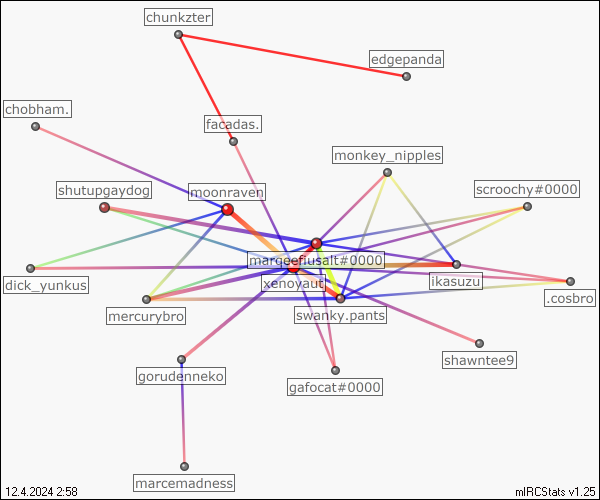 chunkzter
edgepanda
chobham.
facadas.
monkey_nipples
shutupgaydog
moonraven
scroochy#0000
marqeefiusalt#0000
xenoyaut
ikasuzu
dick_yunkus
.cosbro
mercurybro
swanky.pants
shawntee9
gorudenneko
gafocat#0000
marcemadness
12.4.2024 2:58
mIRCStats v1.25